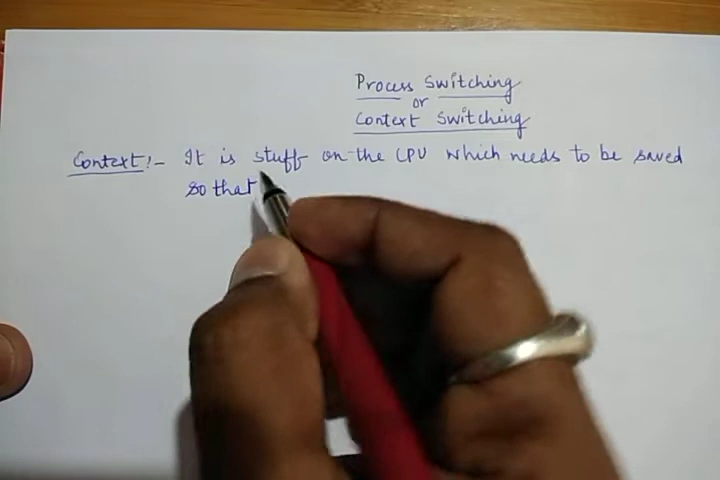 Process Switching
or
Context Switching
Context:- It is stuff on the CPU which needs to be saved
so that